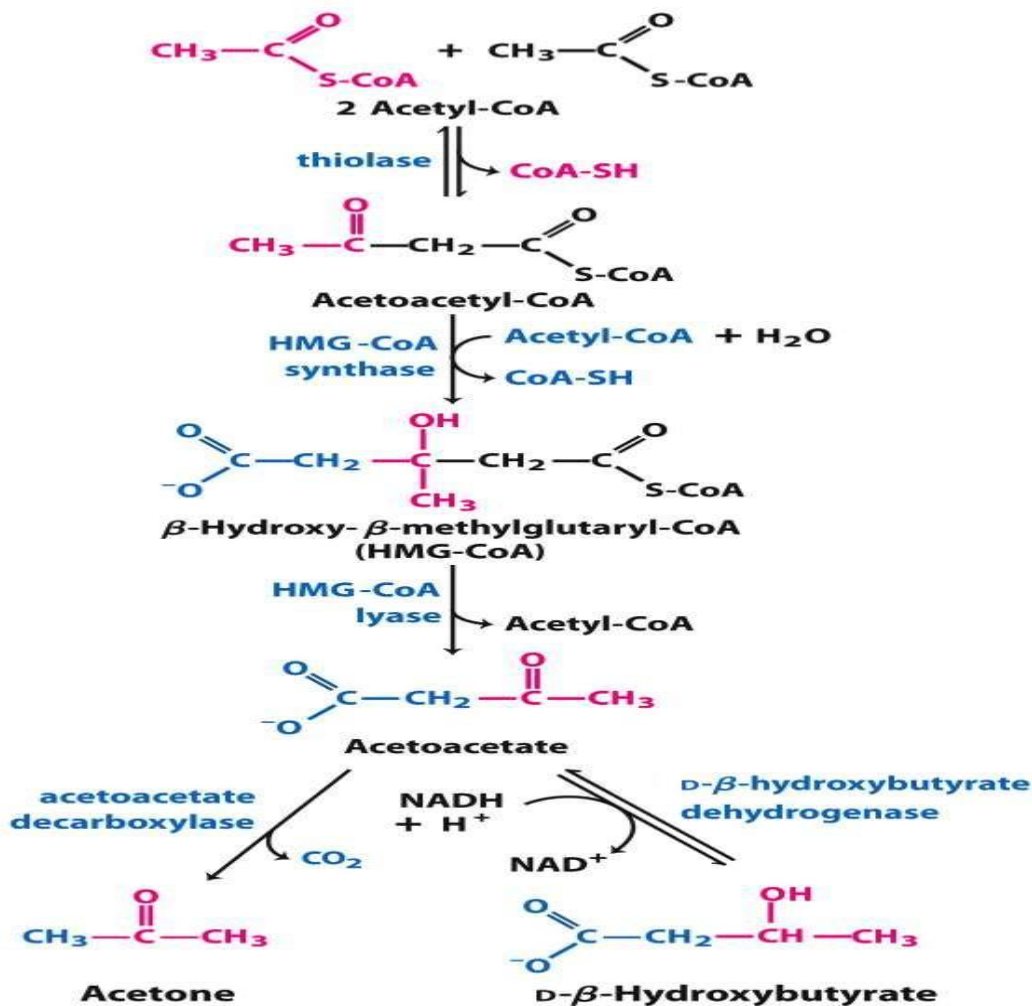 CH₃—C
O
S-CoA
+
CH₃—C
O
S-CoA
2 Acetyl-CoA
thiolase
CoA-SH
O
CH₃—C—CH₂—C
O
S-CoA
Acetoacetyl-CoA
HMG-CoA
synthase
Acetyl-CoA + H₂O
CoA-SH
O
⁻O
C—CH₂—C—CH₂—C
OH
CH₃
O
S-CoA
β-Hydroxy-β-methylglutaryl-CoA
(HMG-CoA)
HMG-CoA
lyase
Acetyl-CoA
O
⁻O
C—CH₂—C—CH₃
O
Acetoacetate
acetoacetate
decarboxylase
CO₂
NADH
+ H⁺
NAD⁺
D-β-hydroxybutyrate
dehydrogenase
O
CH₃—C—CH₃
Acetone
O
⁻O
C—CH₂—CH—CH₃
OH
D-β-Hydroxybutyrate